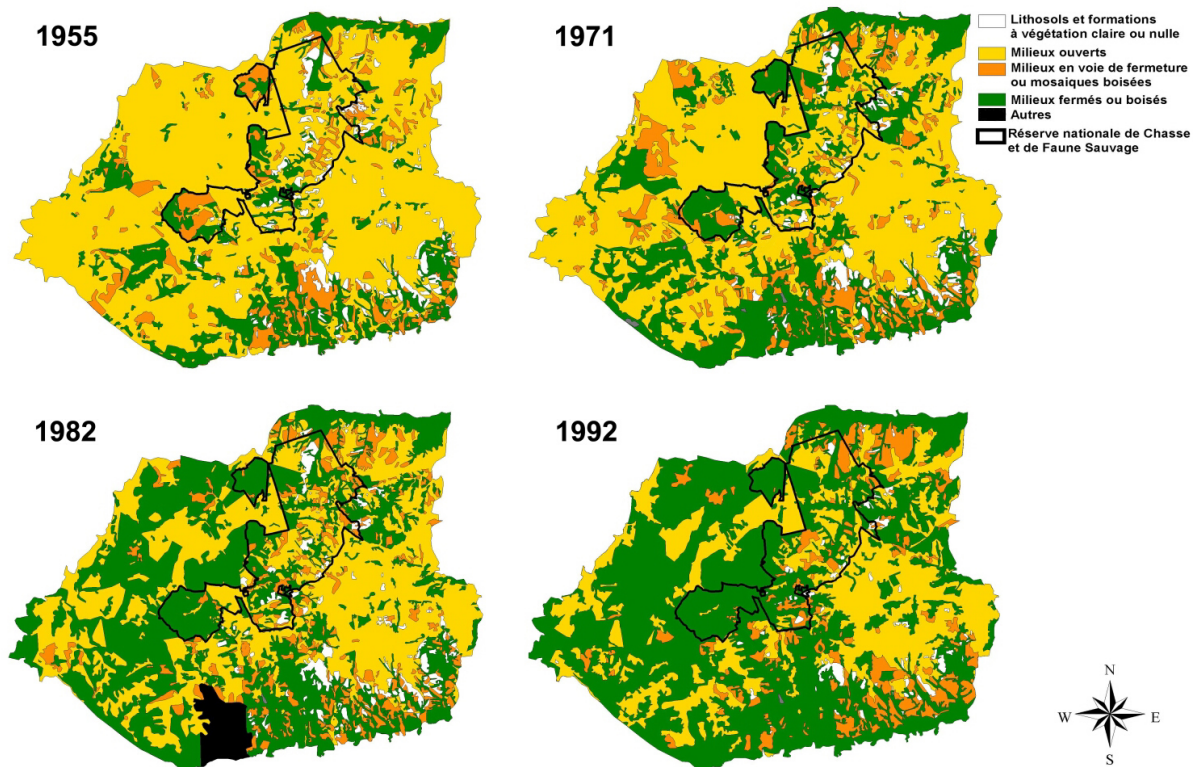 1955
1971
Lithosols et formations
à végétation claire ou nulle
Milieux ouverts
Milieux en voie de fermeture
ou mosaiques boisées
Milieux fermés ou boisés
Autres
Réserve nationale de Chasse
et de Faune Sauvage
1982
1992
N
W E
S